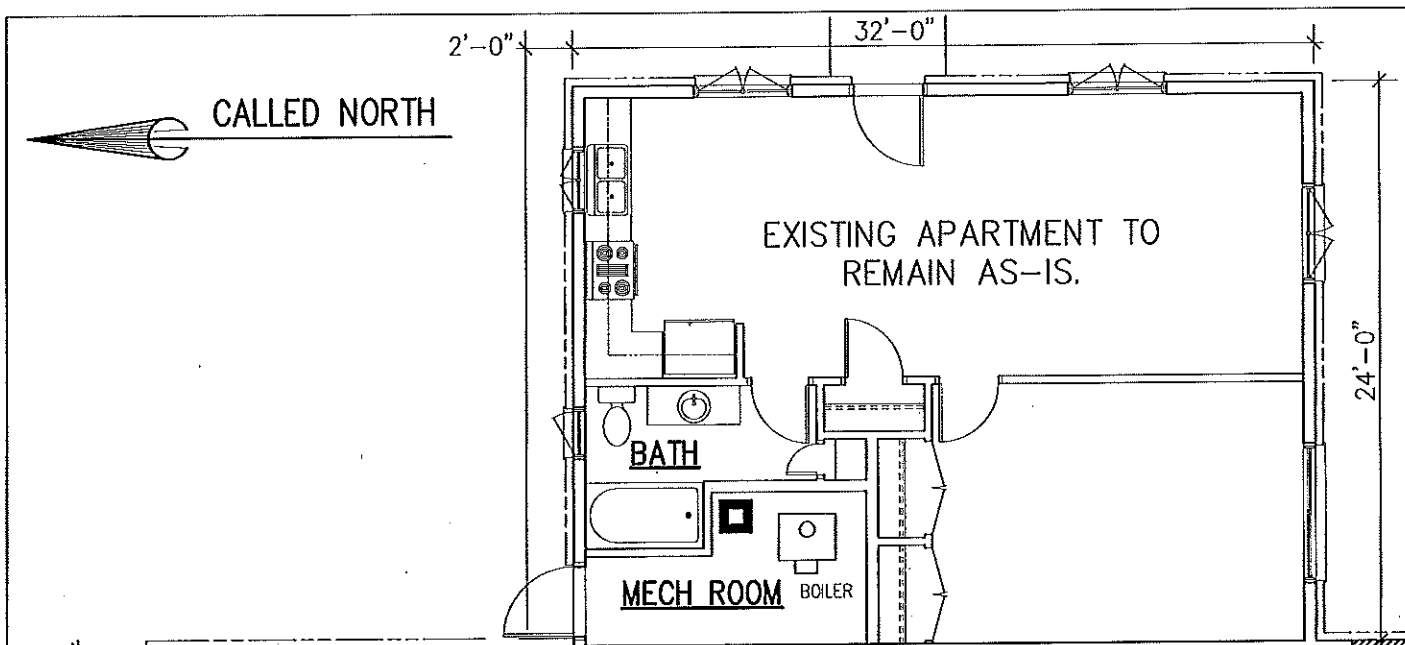 2'-0"
32'-0"
CALLED NORTH
EXISTING APARTMENT TO
REMAIN AS-IS.
24'-0"
BATH
MECH ROOM
BOILER